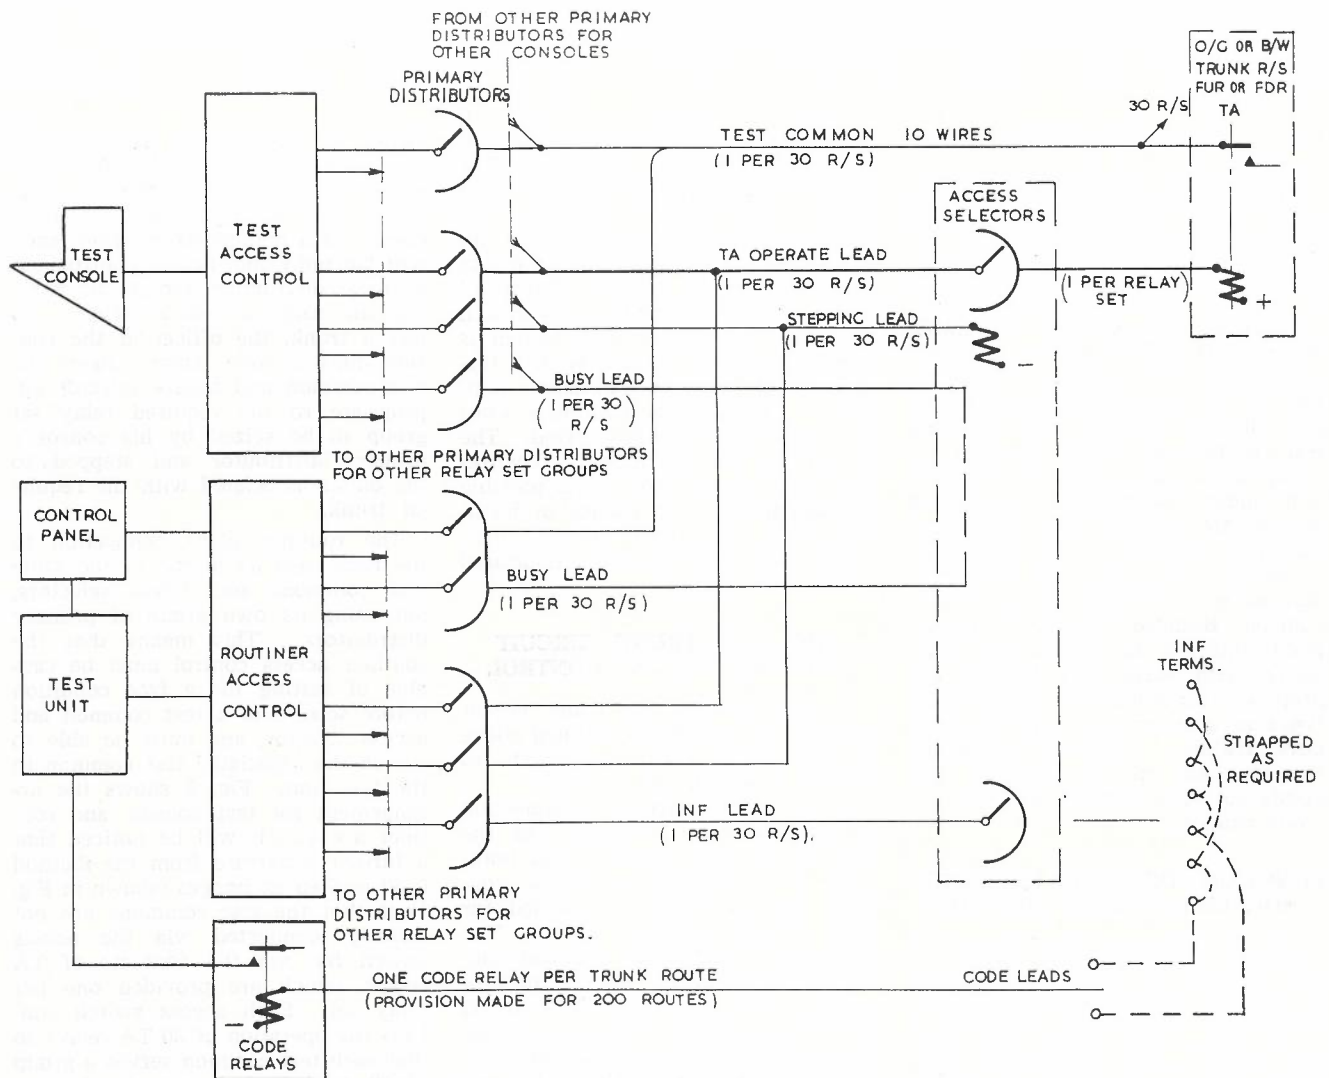 FROM OTHER PRIMARY
DISTRIBUTORS FOR
OTHER CONSOLES
PRIMARY
DISTRIBUTORS
O/G OR B/W
TRUNK R/S
FUR OR FDR
TA
30 R/S
TEST COMMON 10 WIRES
(1 PER 30 R/S)
ACCESS
SELECTORS
TEST
CONSOLE
TEST
ACCESS
CONTROL
TA OPERATE LEAD
(1 PER 30 R/S)
(1 PER RELAY
SET)
+
STEPPING LEAD
(1 PER 30 R/S)
−
BUSY LEAD
(1 PER 30
R/S)
TO OTHER PRIMARY DISTRIBUTORS
FOR OTHER RELAY SET GROUPS
CONTROL
PANEL
BUSY LEAD
(1 PER 30 R/S)
TEST
UNIT
ROUTINER
ACCESS
CONTROL
INF
TERMS.
STRAPPED
AS
REQUIRED
INF LEAD
(1 PER 30 R/S).
TO OTHER PRIMARY
DISTRIBUTORS FOR
OTHER RELAY SET GROUPS.
ONE CODE RELAY PER TRUNK ROUTE
(PROVISION MADE FOR 200 ROUTES)
CODE LEADS
−
CODE
RELAYS